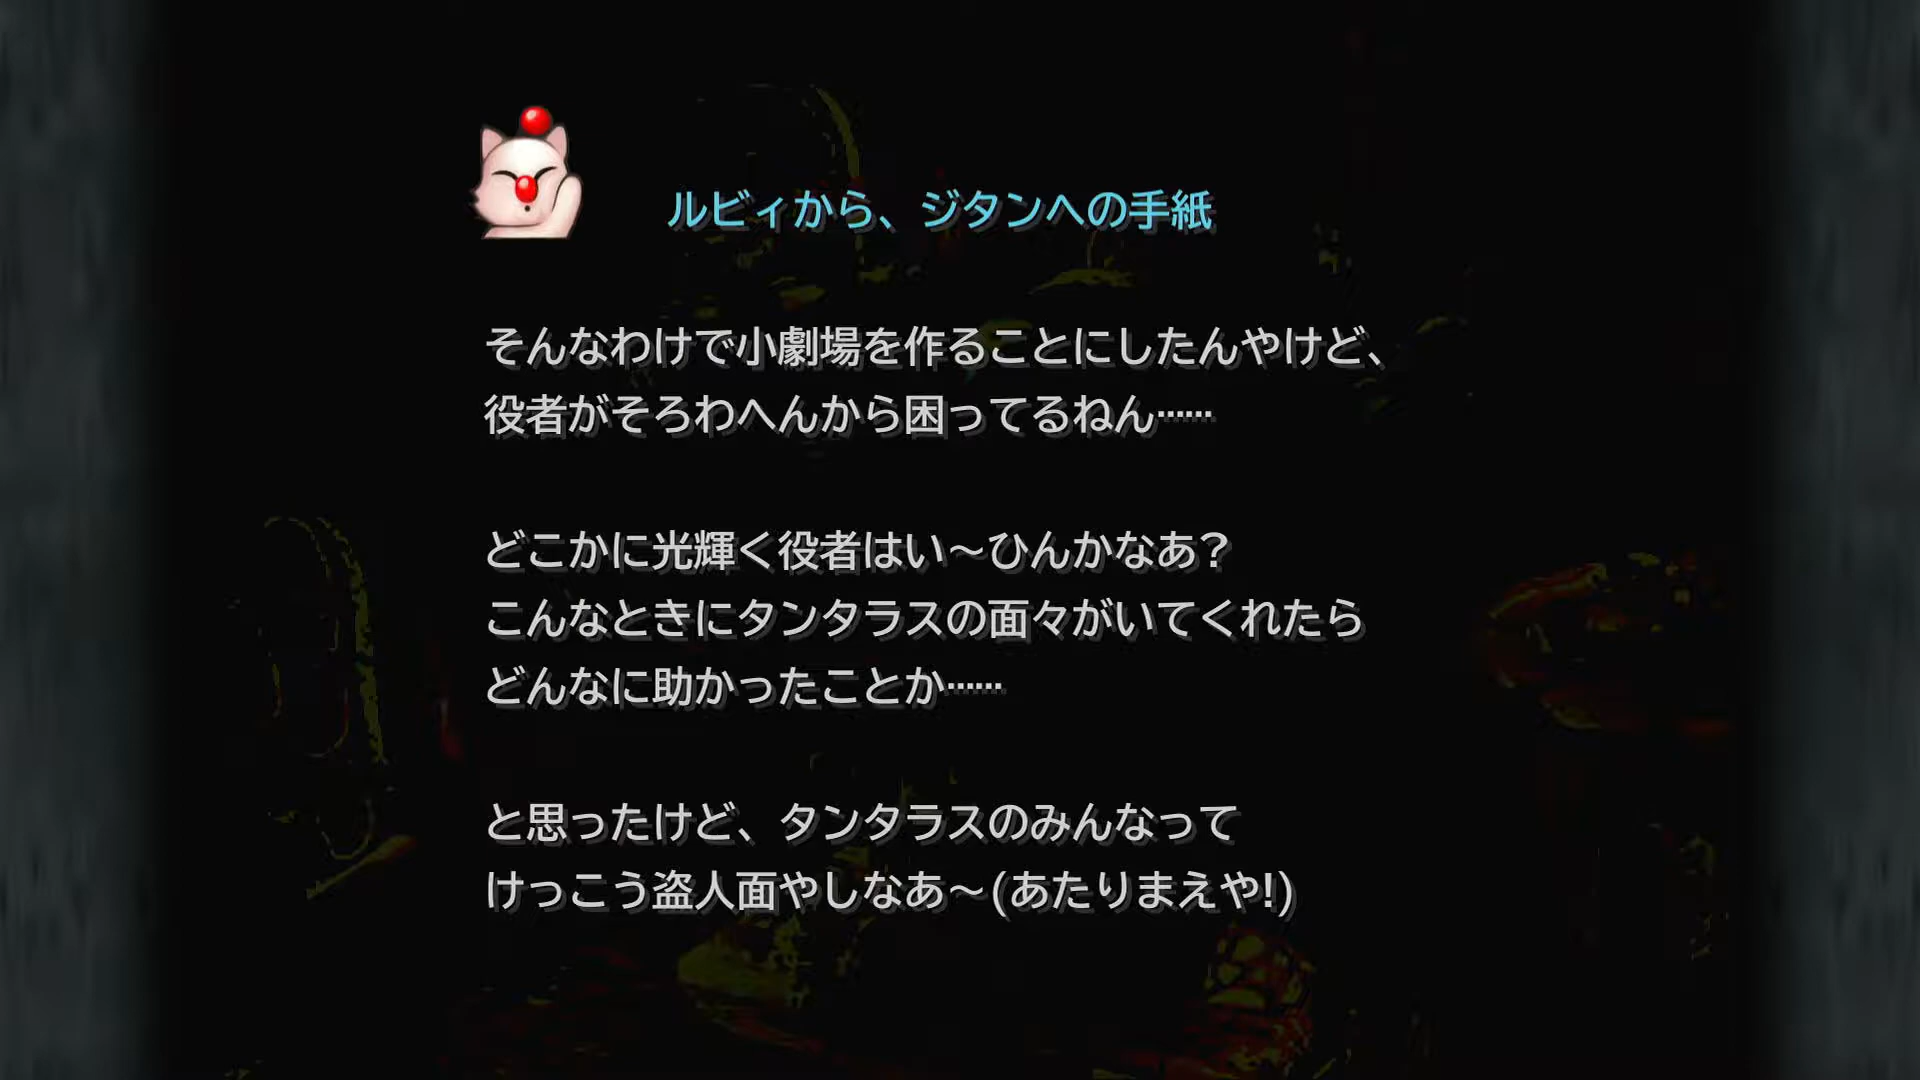 ルビィから、ジタンへの手紙
そんなわけで小劇場を作ることにしたんやけど、
役者がそろわへんから困ってるねん……
どこかに光輝く役者はい～ひんかなあ？
こんなときにタンタラスの面々がいてくれたら
どんなに助かったことか……
と思ったけど、タンタラスのみんなって
けっこう盗人面やしなあ～(あたりまえや!)